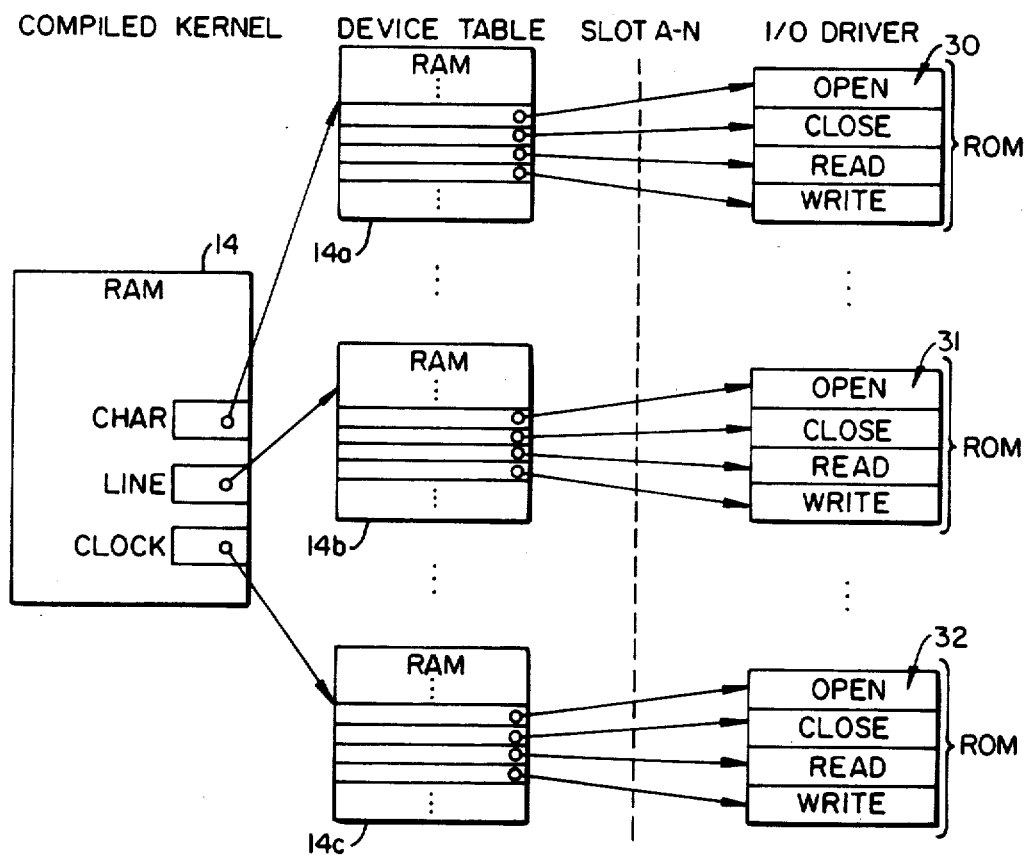 COMPILED KERNEL
DEVICE TABLE
SLOT A-N
I/O DRIVER
RAM
30
OPEN
CLOSE
READ
WRITE
ROM
14a
14
RAM
CHAR
LINE
CLOCK
RAM
31
OPEN
CLOSE
READ
WRITE
ROM
14b
RAM
32
OPEN
CLOSE
READ
WRITE
ROM
14c